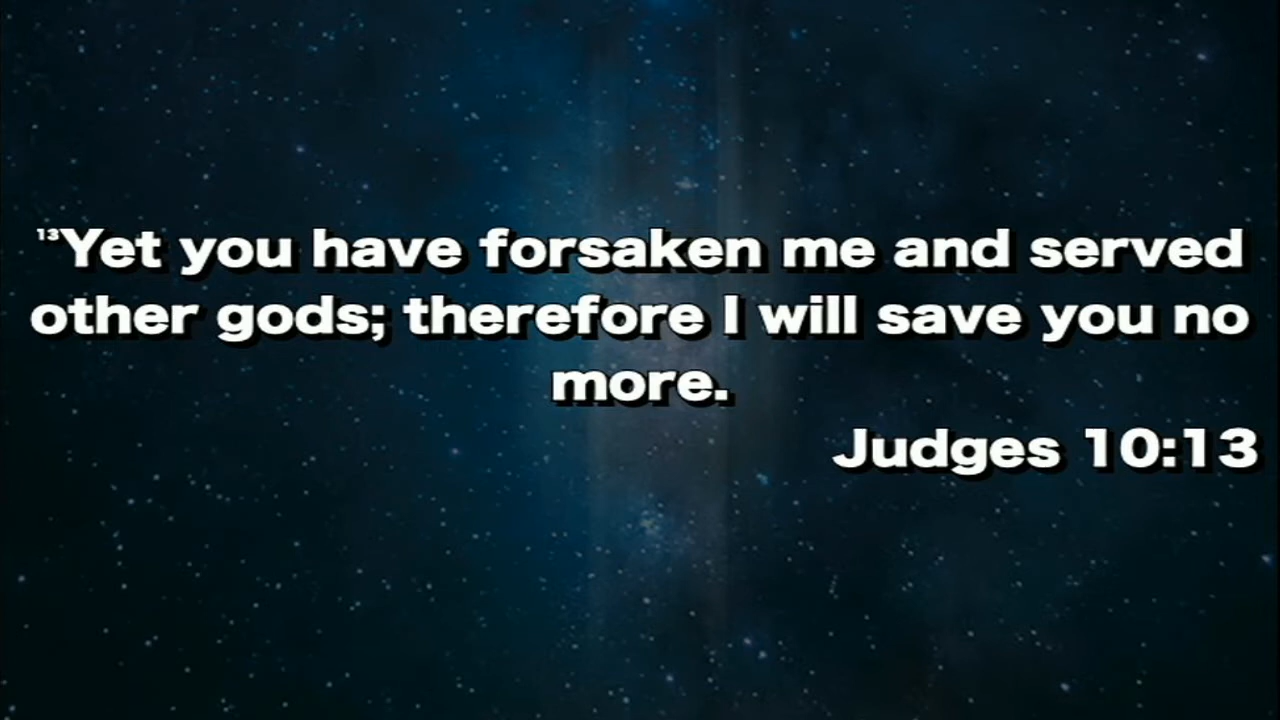 ¹³Yet you have forsaken me and served
other gods; therefore I will save you no
more.
Judges 10:13